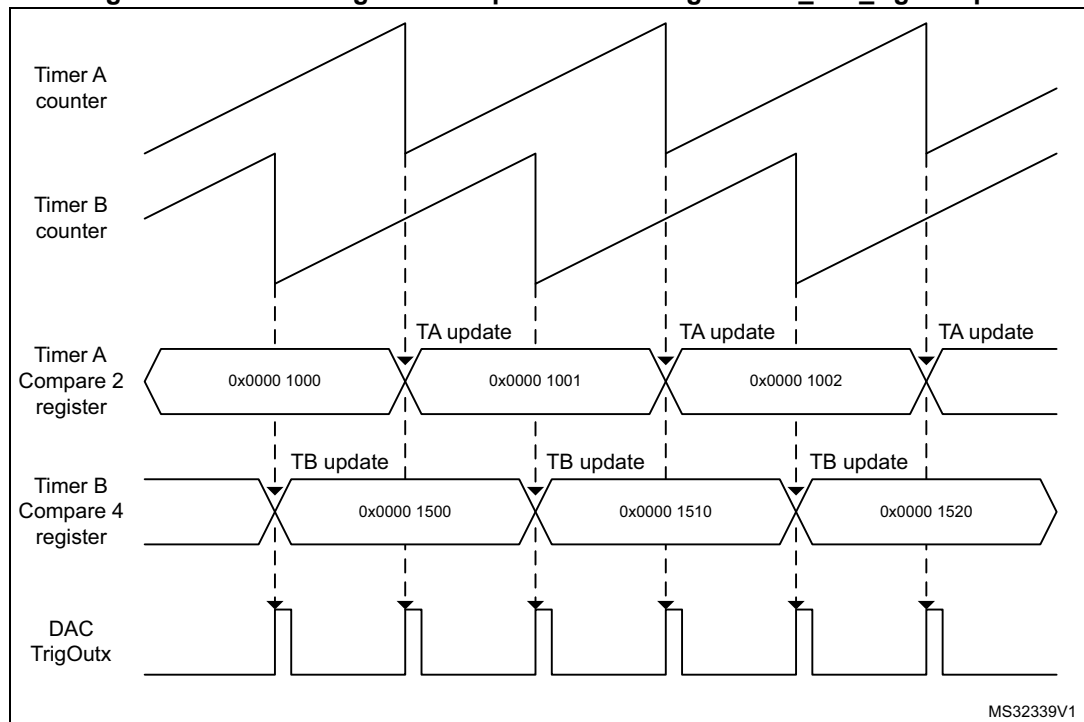 Timer A
counter
Timer B
counter
TA update TA update TA update
Timer A
Compare 2
register
0x0000 1000 0x0000 1001 0x0000 1002
TB update TB update TB update
Timer B
Compare 4
register
0x0000 1500 0x0000 1510 0x0000 1520
DAC
TrigOutx
MS32339V1